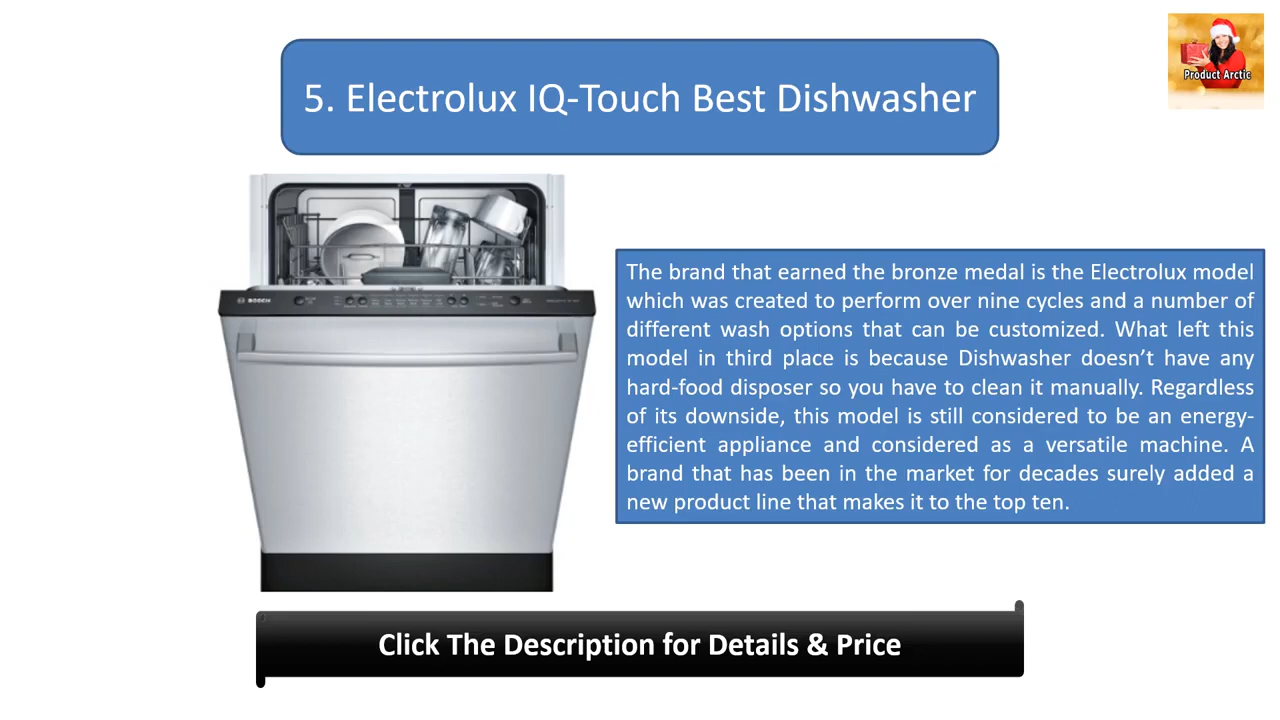 Product Arctic
5. Electrolux IQ-Touch Best Dishwasher
BOSCH
The brand that earned the bronze medal is the Electrolux model
which was created to perform over nine cycles and a number of
different wash options that can be customized. What left this
model in third place is because Dishwasher doesn’t have any
hard-food disposer so you have to clean it manually. Regardless
of its downside, this model is still considered to be an energy-
efficient appliance and considered as a versatile machine. A
brand that has been in the market for decades surely added a
new product line that makes it to the top ten.
Click The Description for Details & Price